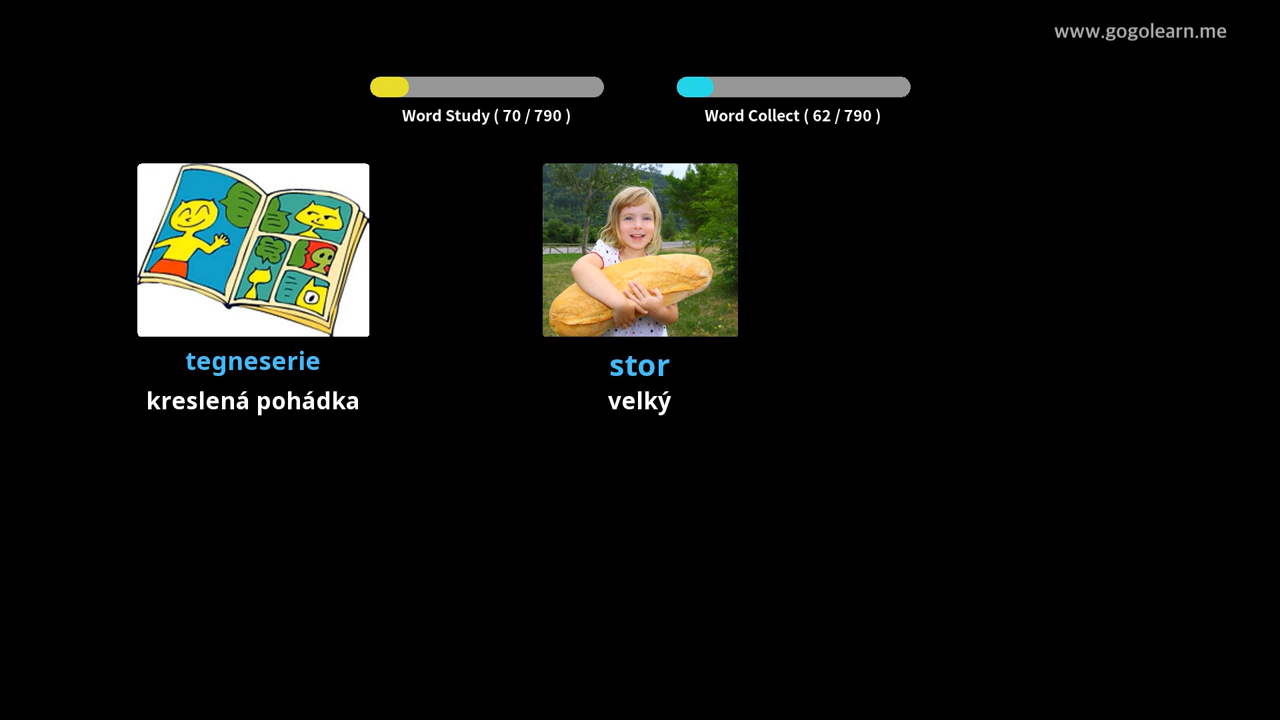 www.gogolearn.me
Word Study ( 70 / 790 )
Word Collect ( 62 / 790 )
tegneserie
kreslená pohádka
stor
velký